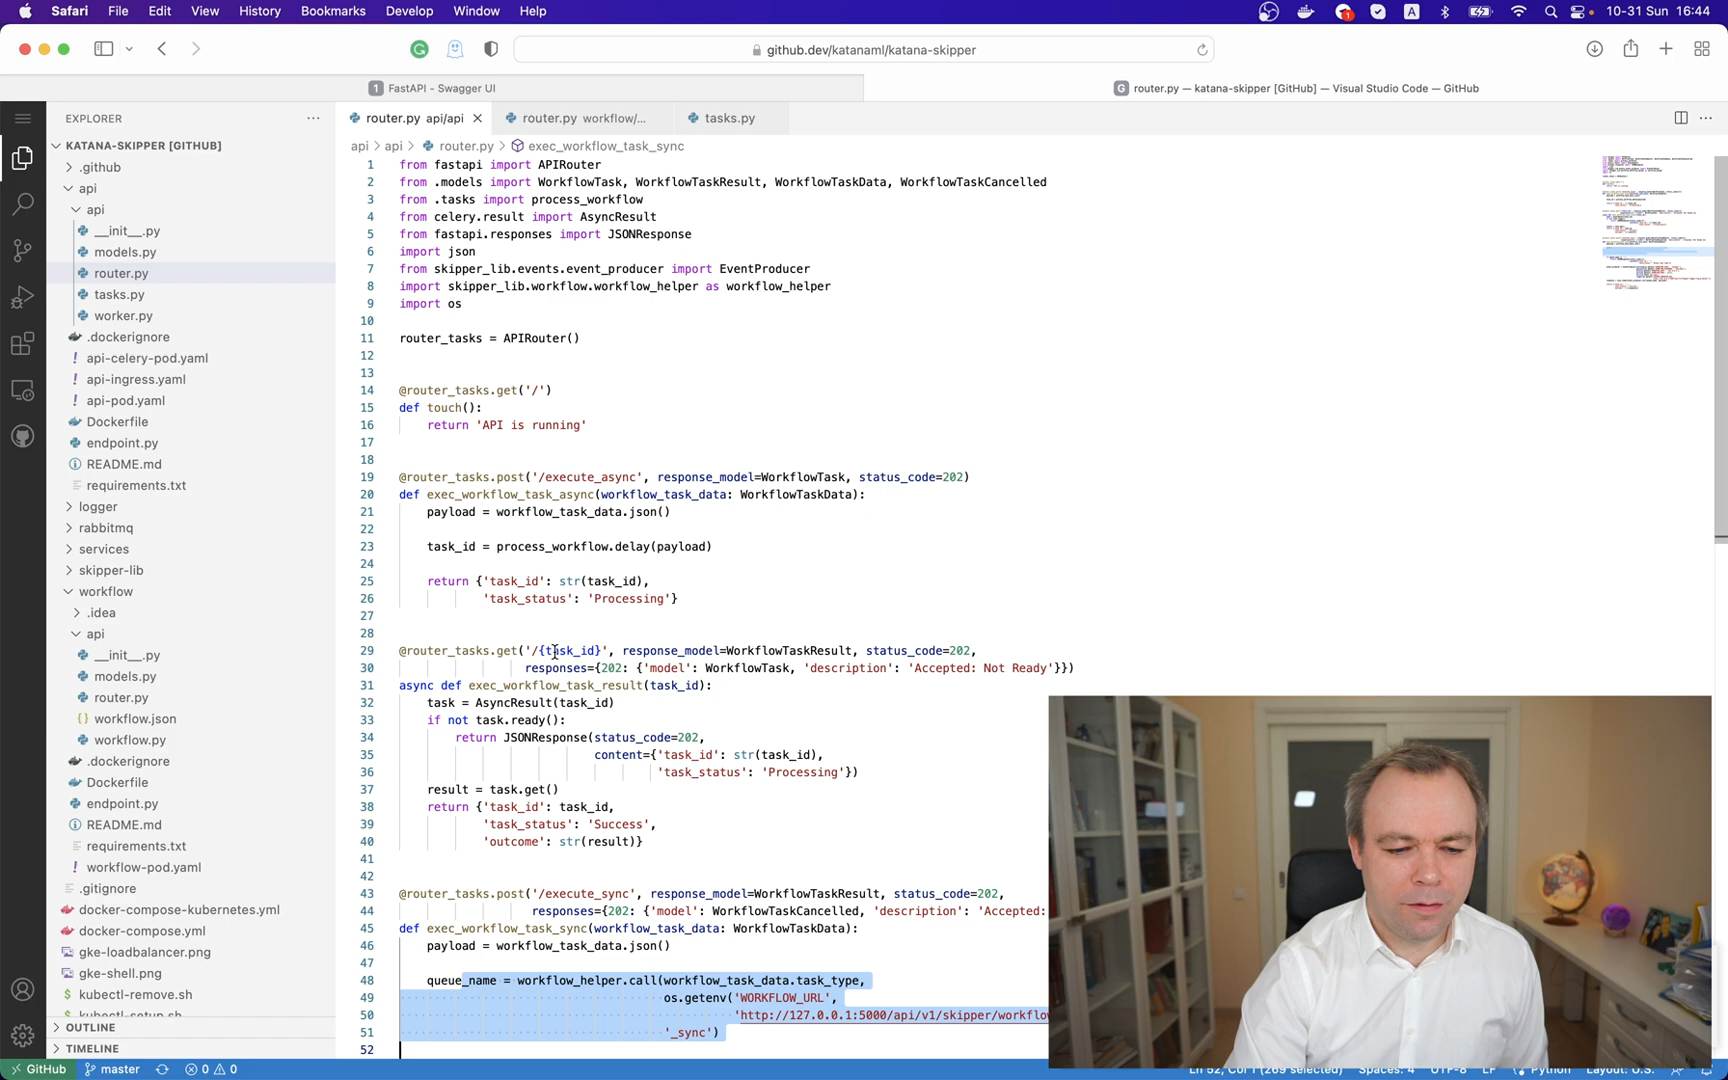 Safari File Edit View History Bookmarks Develop Window Help
1
A
10-31 Sun 16:44
github.dev/katanaml/katana-skipper
1 FastAPI - Swagger UI
G router.py — katana-skipper [GitHub] — Visual Studio Code — GitHub
EXPLORER
KATANA-SKIPPER [GITHUB]
.github
api
api
__init__.py
models.py
router.py
tasks.py
worker.py
.dockerignore
api-celery-pod.yaml
api-ingress.yaml
api-pod.yaml
Dockerfile
endpoint.py
README.md
requirements.txt
logger
rabbitmq
services
skipper-lib
workflow
.idea
api
__init__.py
models.py
router.py
workflow.json
workflow.py
.dockerignore
Dockerfile
endpoint.py
README.md
requirements.txt
workflow-pod.yaml
.gitignore
docker-compose-kubernetes.yml
docker-compose.yml
gke-loadbalancer.png
gke-shell.png
kubectl-remove.sh
kubectl-setup.sh
OUTLINE
TIMELINE
router.py api/api
router.py workflow/...
tasks.py
api > api > router.py > exec_workflow_task_sync
1 from fastapi import APIRouter
2 from .models import WorkflowTask, WorkflowTaskResult, WorkflowTaskData, WorkflowTaskCancelled
3 from .tasks import process_workflow
4 from celery.result import AsyncResult
5 from fastapi.responses import JSONResponse
6 import json
7 from skipper_lib.events.event_producer import EventProducer
8 import skipper_lib.workflow.workflow_helper as workflow_helper
9 import os
10
11 router_tasks = APIRouter()
12
13
14 @router_tasks.get('/')
15 def touch():
16 return 'API is running'
17
18
19 @router_tasks.post('/execute_async', response_model=WorkflowTask, status_code=202)
20 def exec_workflow_task_async(workflow_task_data: WorkflowTaskData):
21 payload = workflow_task_data.json()
22
23 task_id = process_workflow.delay(payload)
24
25 return {'task_id': str(task_id),
26 'task_status': 'Processing'}
27
28
29 @router_tasks.get('/{task_id}', response_model=WorkflowTaskResult, status_code=202,
30 responses={202: {'model': WorkflowTask, 'description': 'Accepted: Not Ready'}})
31 async def exec_workflow_task_result(task_id):
32 task = AsyncResult(task_id)
33 if not task.ready():
34 return JSONResponse(status_code=202,
35 content={'task_id': str(task_id),
36 'task_status': 'Processing'})
37 result = task.get()
38 return {'task_id': task_id,
39 'task_status': 'Success',
40 'outcome': str(result)}
41
42
43 @router_tasks.post('/execute_sync', response_model=WorkflowTaskResult, status_code=202,
44 responses={202: {'model': WorkflowTaskCancelled, 'description': 'Accepted:
45 def exec_workflow_task_sync(workflow_task_data: WorkflowTaskData):
46 payload = workflow_task_data.json()
47
48 queue_name = workflow_helper.call(workflow_task_data.task_type,
49 os.getenv('WORKFLOW_URL',
50 'http://127.0.0.1:5000/api/v1/skipper/workflow
51 '_sync')
52
GitHub master 0 0
Ln 52, Col 1 (269 selected) Spaces: 4 UTF-8 LF Python Layout: U.S.